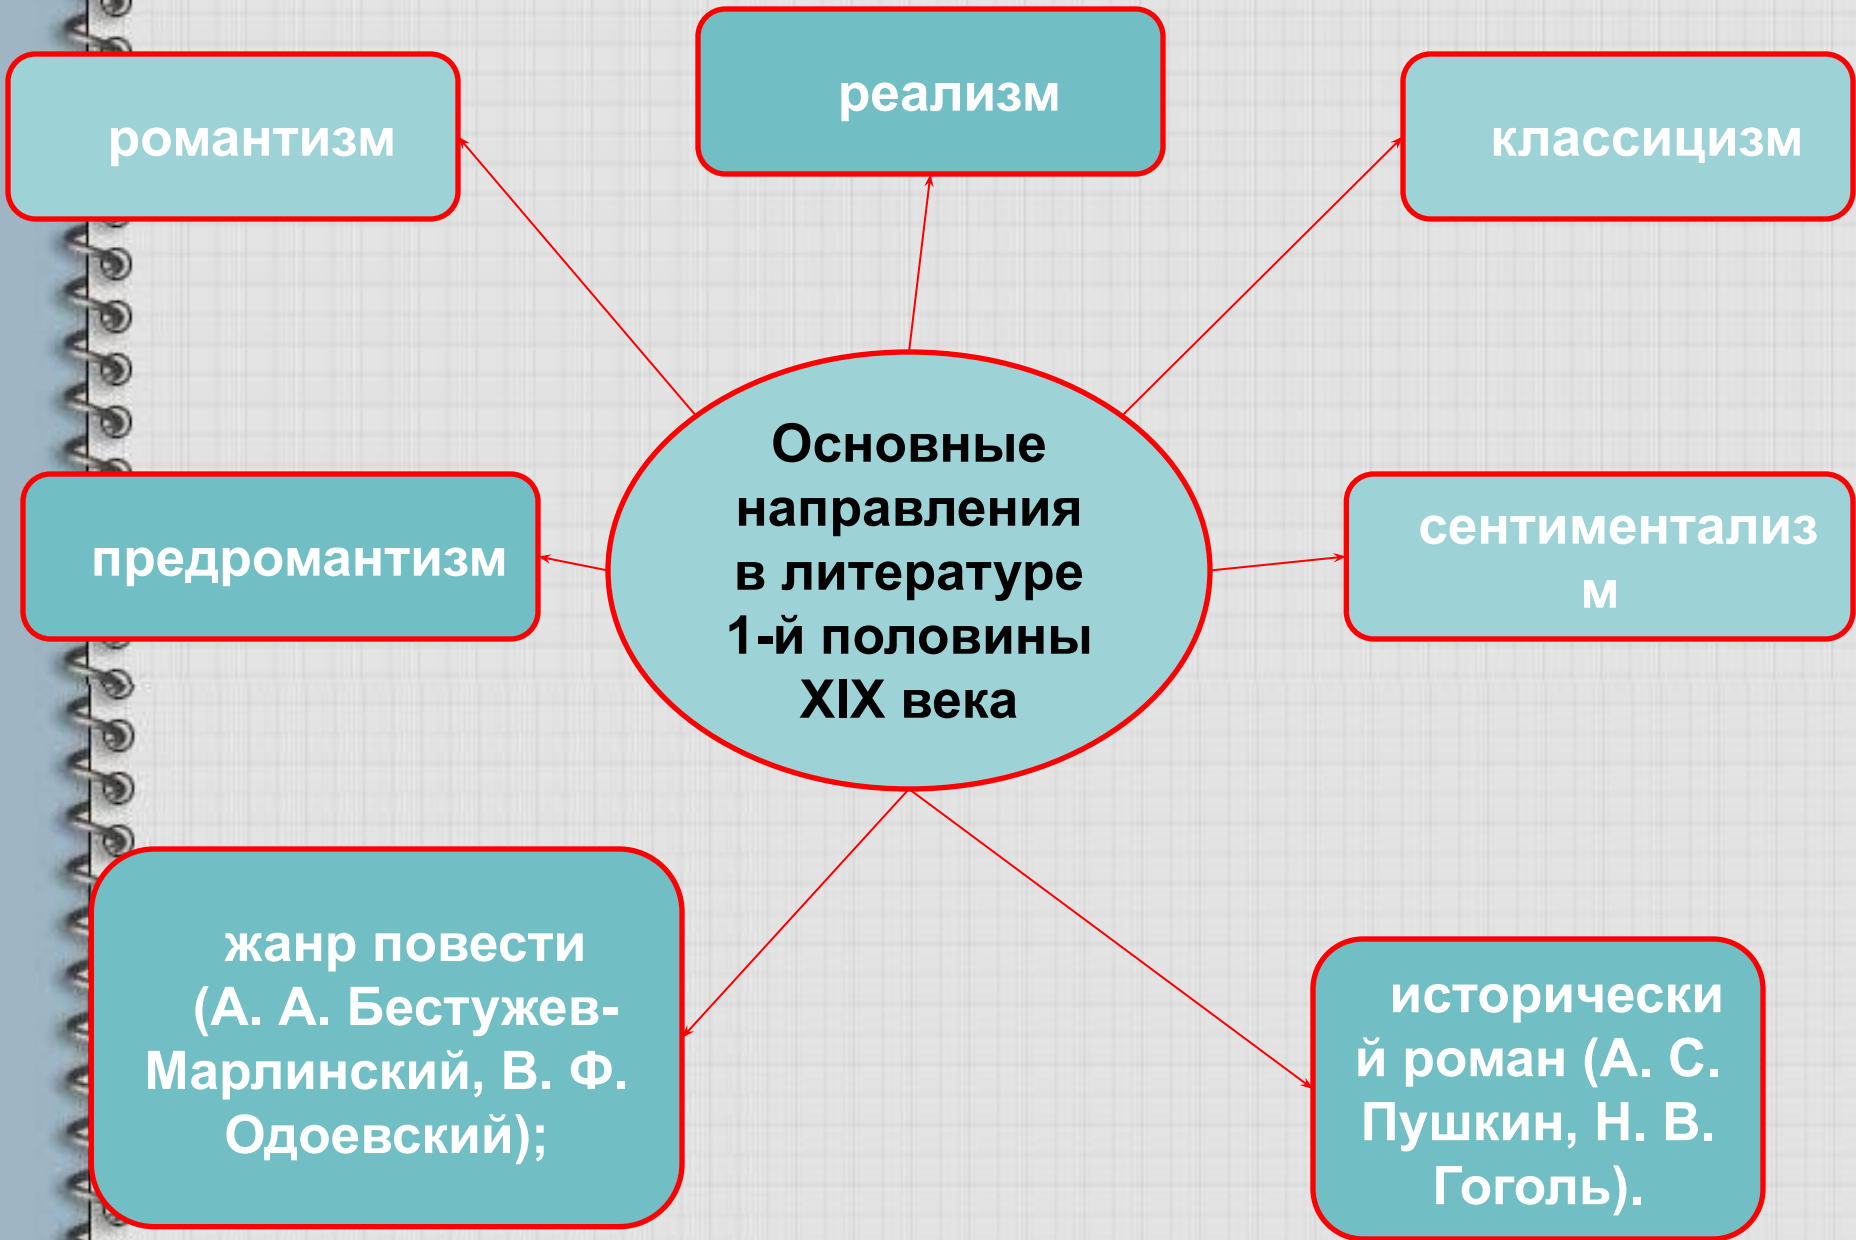 романтизм
реализм
классицизм
предромантизм
Основные
направления
в литературе
1-й половины
XIX века
сентиментализ
м
жанр повести
(А. А. Бестужев-
Марлинский, В. Ф.
Одоевский);
исторически
й роман (А. С.
Пушкин, Н. В.
Гоголь).